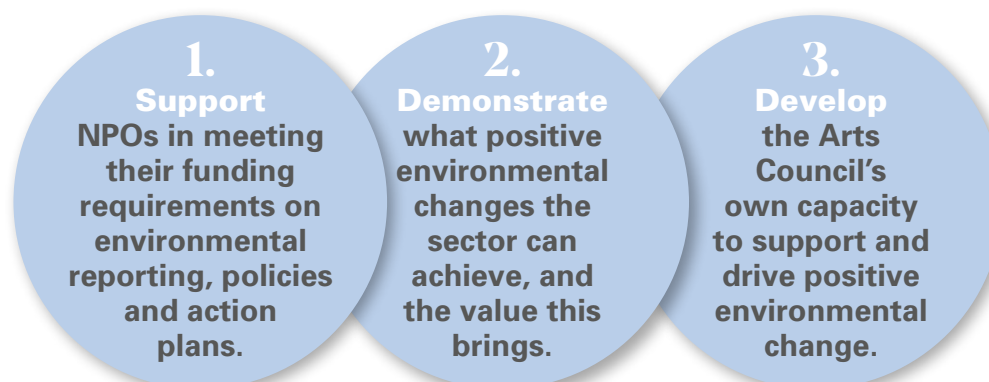 1.
Support
NPOs in meeting
their funding
requirements on
environmental
reporting, policies
and action
plans.
2.
Demonstrate
what positive
environmental
changes the
sector can
achieve, and
the value this
brings.
3.
Develop
the Arts
Council’s
own capacity
to support and
drive positive
environmental
change.